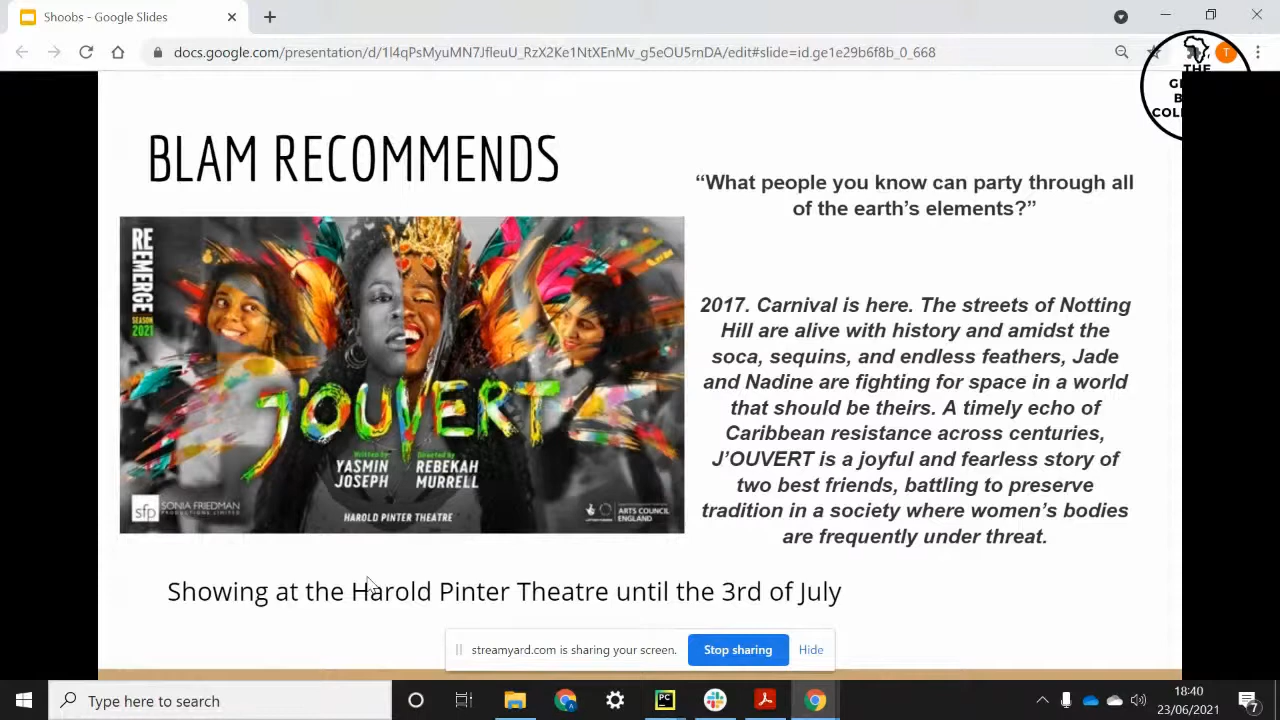 Shoobs - Google Slides
docs.google.com/presentation/d/1l4qPsMyuMN7JfIeuU_RzX2Ke1NtXEnMv_g5eOU5rnDA/edit#slide=id.ge1e29b6f8b_0_668
T
THE
BLAM RECOMMENDS
“What people you know can party through all
of the earth’s elements?”
RE:EMERGE
SEASON
2021
J'OUVERT
Written by
YASMIN
JOSEPH
Directed by
REBEKAH
MURRELL
sfp
SONIA FRIEDMAN
PRODUCTIONS LIMITED
HAROLD PINTER THEATRE
ARTS COUNCIL
ENGLAND
2017. Carnival is here. The streets of Notting
Hill are alive with history and amidst the
soca, sequins, and endless feathers, Jade
and Nadine are fighting for space in a world
that should be theirs. A timely echo of
Caribbean resistance across centuries,
J’OUVERT is a joyful and fearless story of
two best friends, battling to preserve
tradition in a society where women’s bodies
are frequently under threat.
Showing at the Harold Pinter Theatre until the 3rd of July
streamyard.com is sharing your screen.
Stop sharing
Hide
Type here to search
PC
18:40
23/06/2021
7